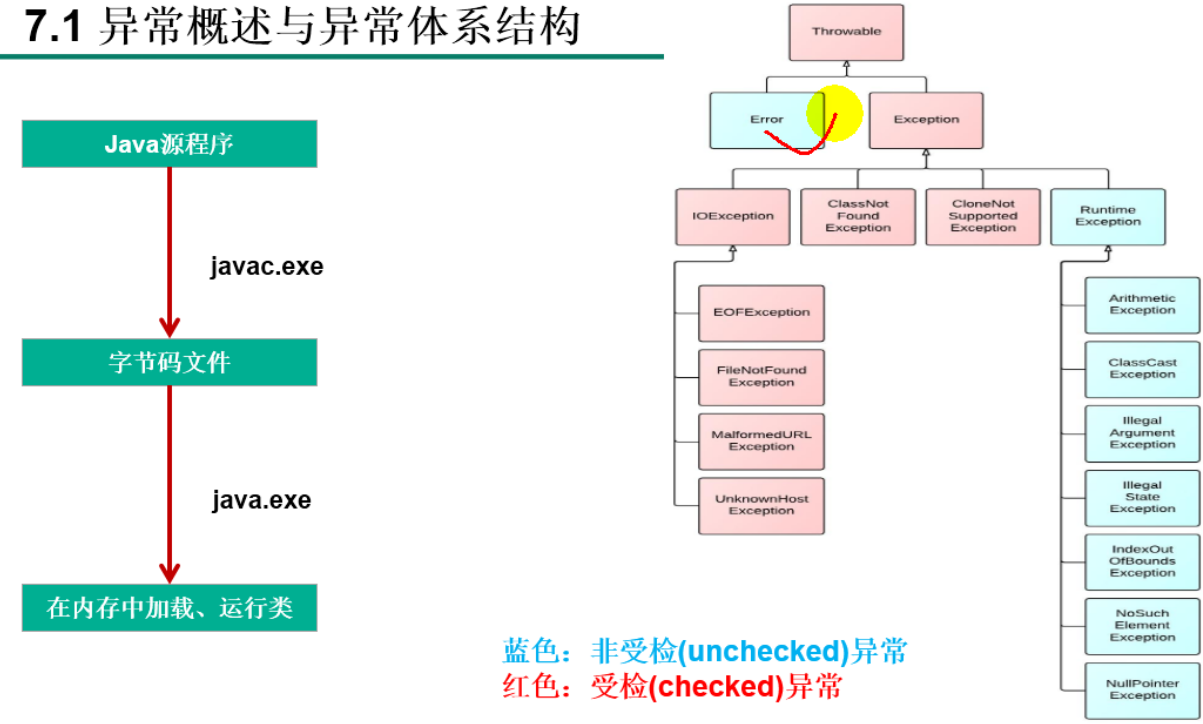 7.1 异常概述与异常体系结构
Java源程序
javac.exe
字节码文件
java.exe
在内存中加载、运行类
Throwable
Error
Exception
IOException
ClassNot
Found
Exception
CloneNot
Supported
Exception
Runtime
Exception
EOFException
FileNotFound
Exception
MalformedURL
Exception
UnknownHost
Exception
Arithmetic
Exception
ClassCast
Exception
Illegal
Argument
Exception
Illegal
State
Exception
IndexOut
OfBounds
Exception
NoSuch
Element
Exception
NullPointer
Exception
蓝色：非受检(unchecked)异常
红色：受检(checked)异常